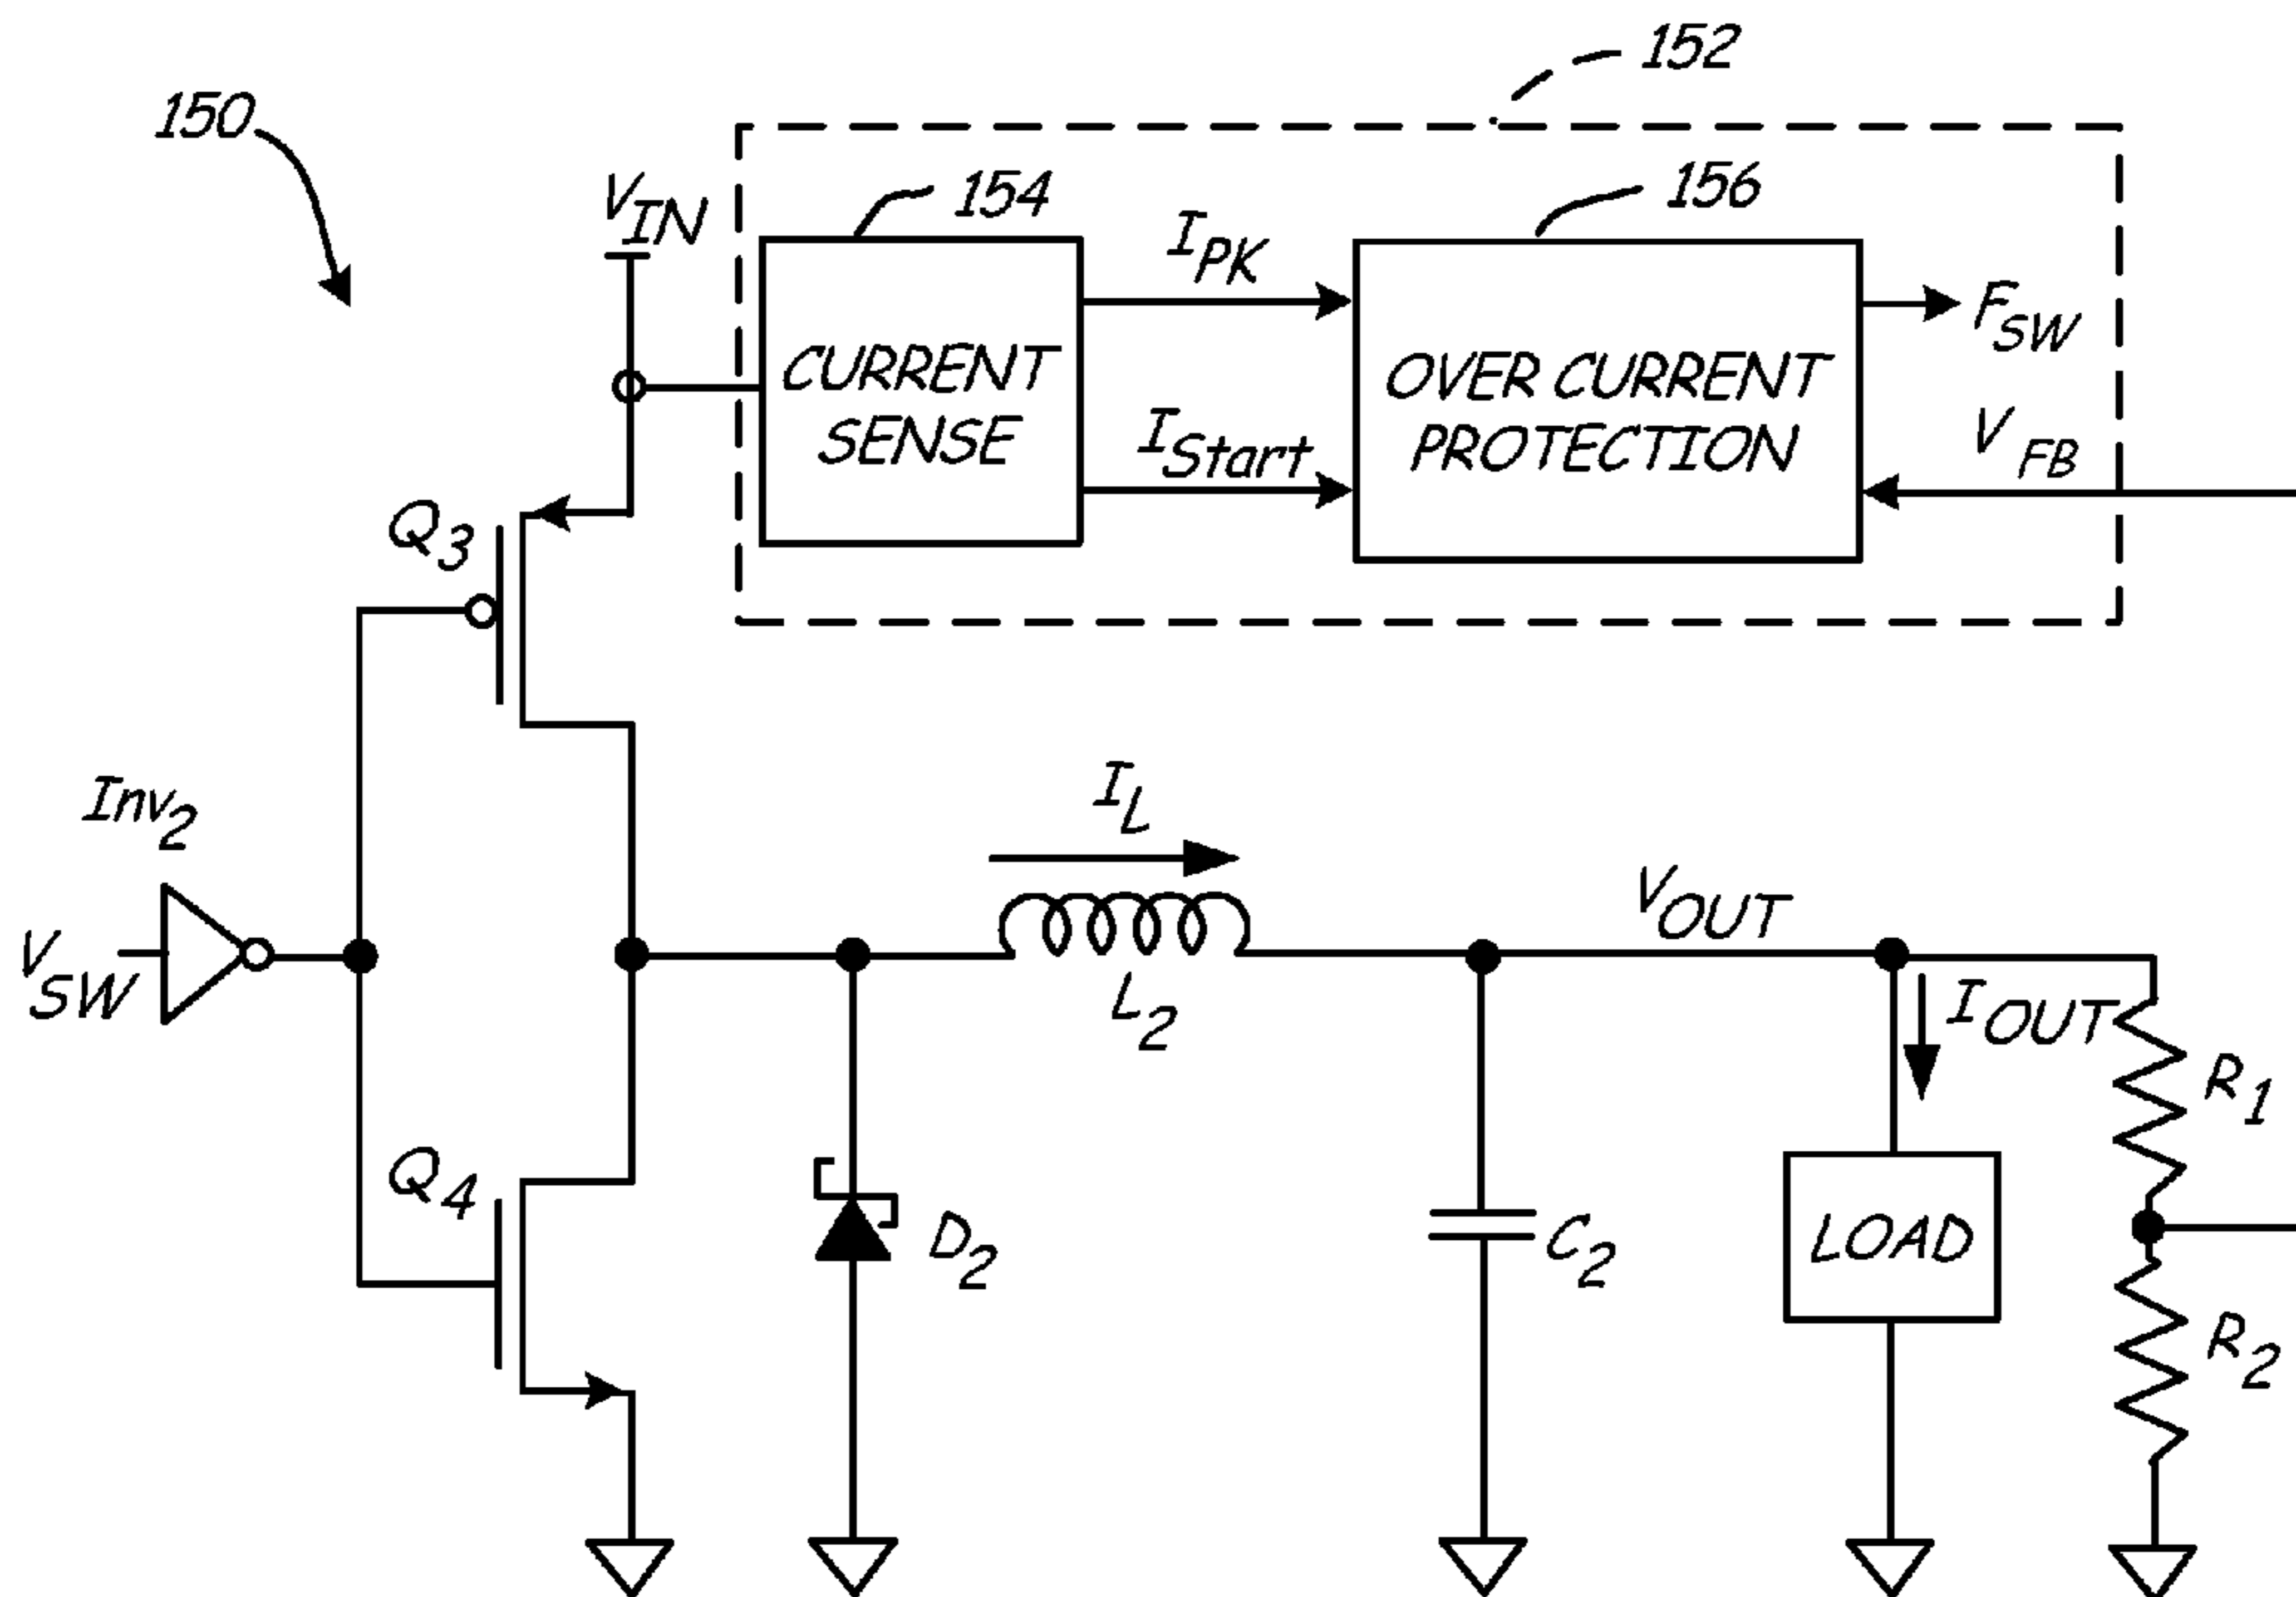 152
150
154
156
VIN
IPK
FSW
CURRENT
SENSE
OVER CURRENT
PROTECTION
IStart
VFB
Q3
IL
Inv2
VOUT
VSW
L2
IOUT
R1
Q4
D2
C2
LOAD
R2